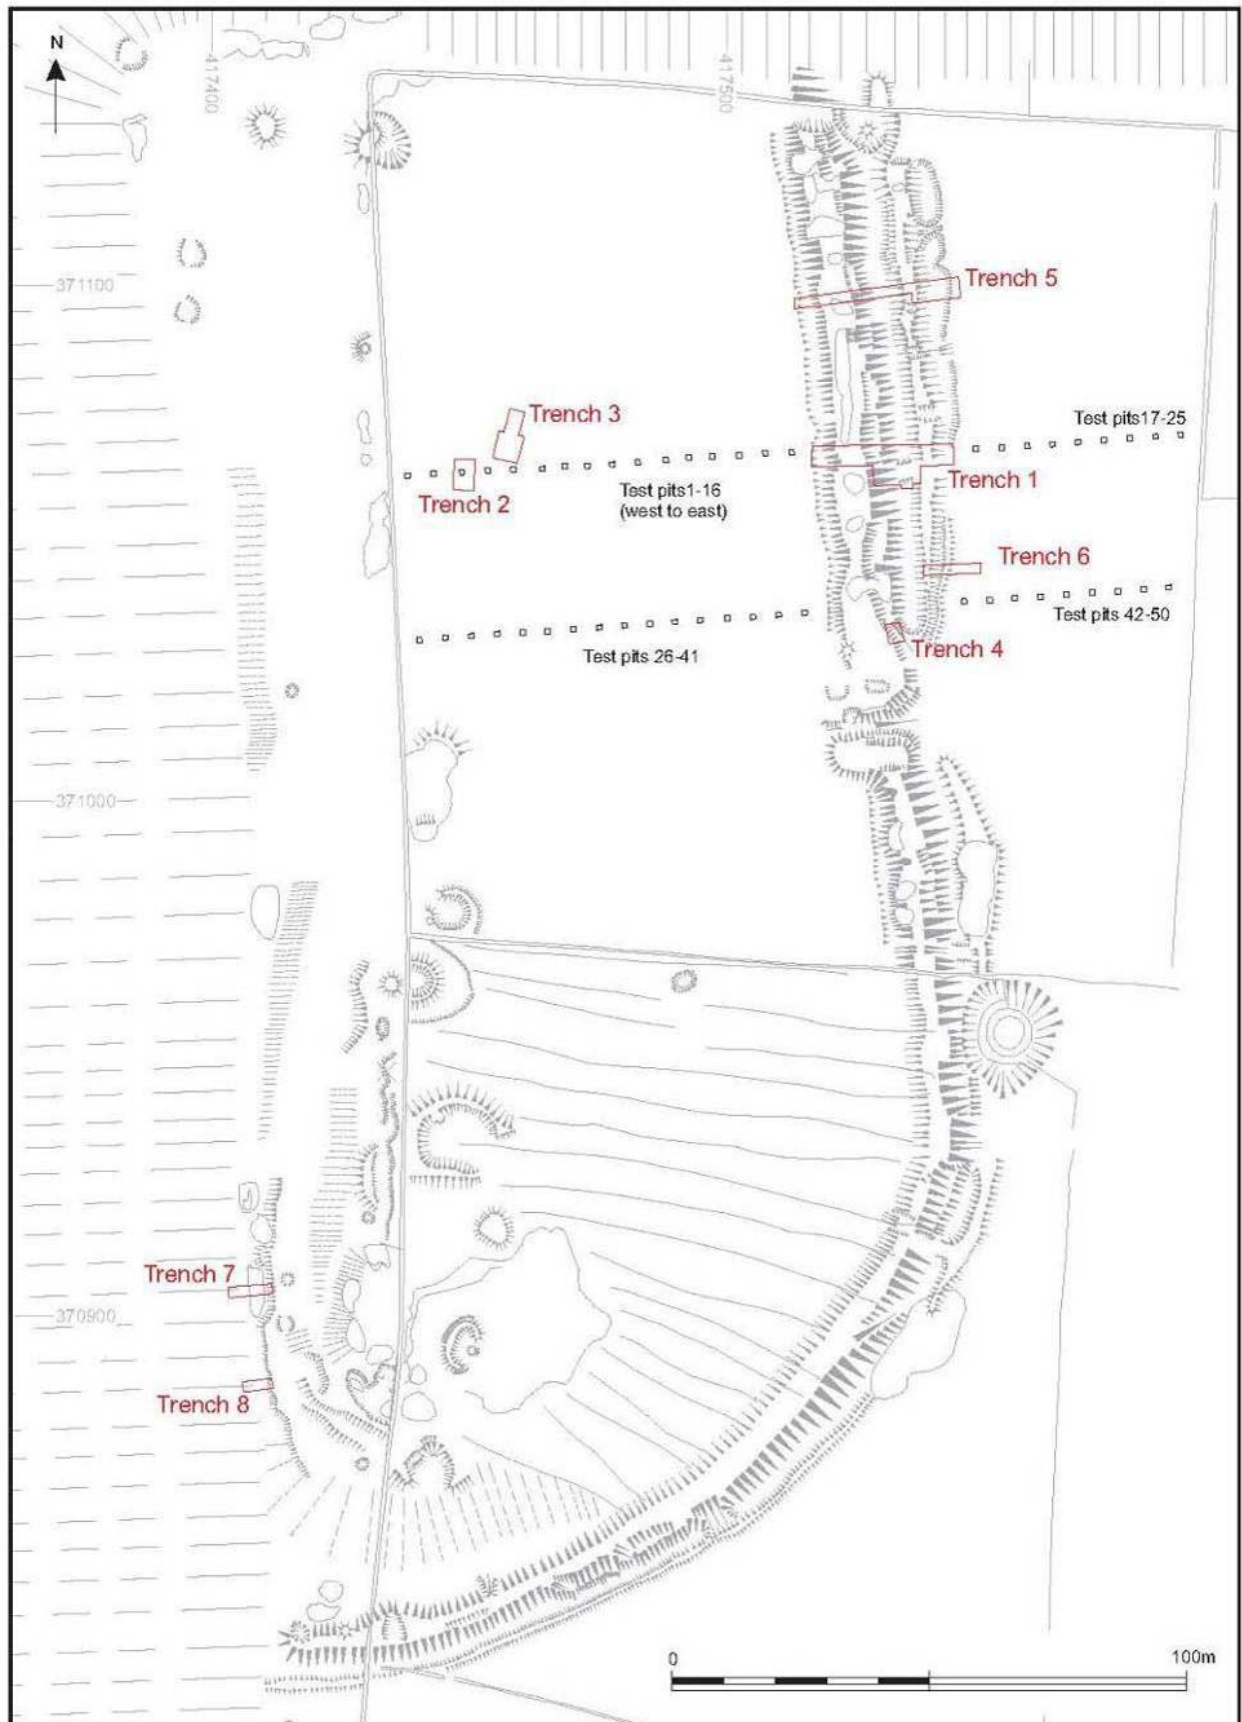 N
417400
417500
371100
Trench 5
Trench 3
Test pits17-25
Trench 2
Test pits1-16
(west to east)
Trench 1
Trench 6
Test pits 42-50
Test pits 26-41
Trench 4
371000
Trench 7
370900
Trench 8
0
100m